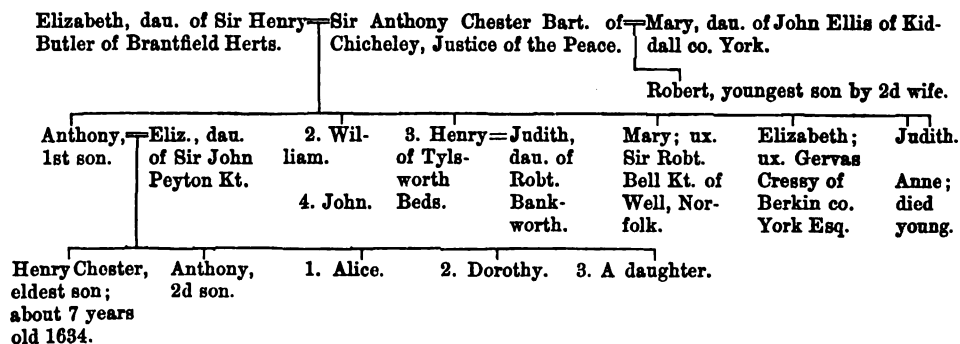 Elizabeth, dau. of Sir Henry
Butler of Brantfield Herts.
Sir Anthony Chester Bart. of
Chicheley, Justice of the Peace.
Mary, dau. of John Ellis of Kid-
dall co. York.
Robert, youngest son by 2d wife.
Anthony,
1st son.
Eliz., dau.
of Sir John
Peyton Kt.
2. Wil-
liam.
4. John.
3. Henry
of Tyls-
worth
Beds.
Judith,
dau. of
Robt.
Bank-
worth.
Mary; ux.
Sir Robt.
Bell Kt. of
Well, Nor-
folk.
Elizabeth;
ux. Gervas
Cressy of
Berkin co.
York Esq.
Judith.
Anne;
died
young.
Henry Chester,
eldest son;
about 7 years
old 1634.
Anthony,
2d son.
1. Alice.
2. Dorothy.
3. A daughter.